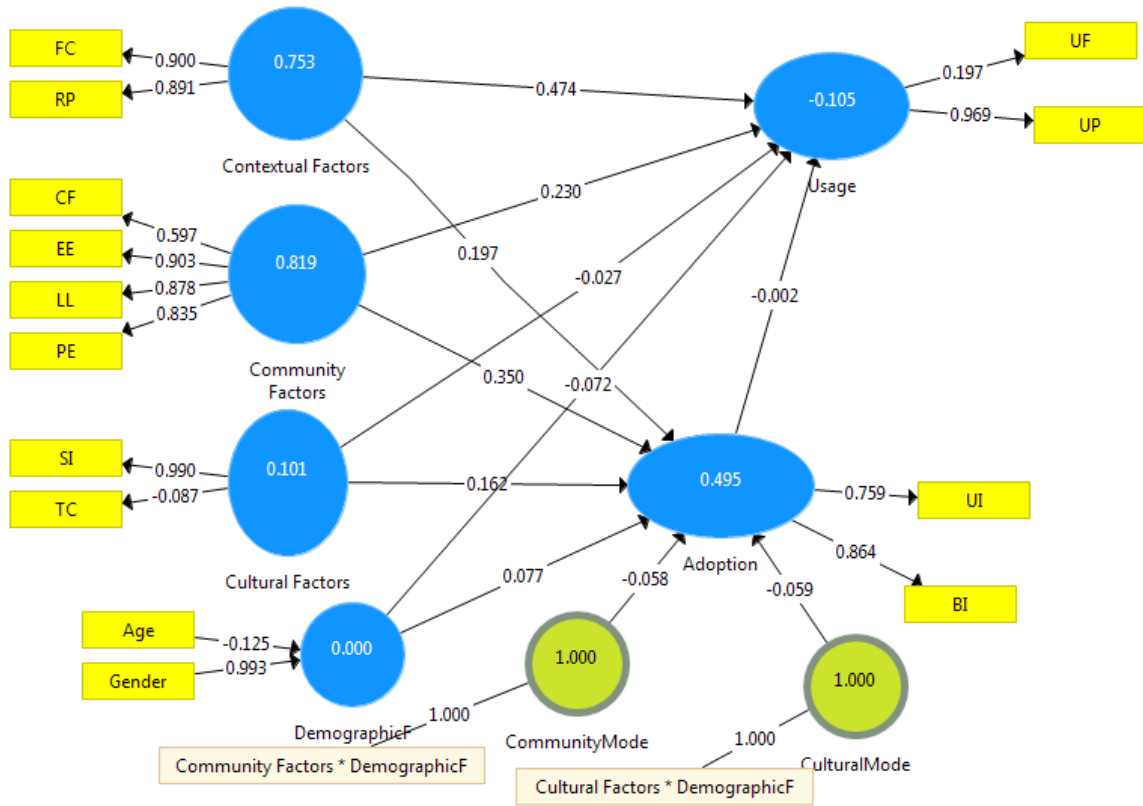 FC
0.900
RP
0.891
0.753
Contextual Factors
0.474
0.197
-0.105
Usage
0.197
UF
0.969
UP
CF
0.597
EE
0.903
LL
0.878
PE
0.835
0.819
Community
Factors
0.230
0.350
-0.027
-0.002
-0.072
SI
0.990
TC
-0.087
0.101
Cultural Factors
0.162
0.495
Adoption
0.759
UI
0.864
BI
Age
-0.125
Gender
0.993
0.000
DemographicF
0.077
-0.058
-0.059
1.000
CommunityMode
1.000
Community Factors * DemographicF
1.000
CulturalMode
1.000
Cultural Factors * DemographicF